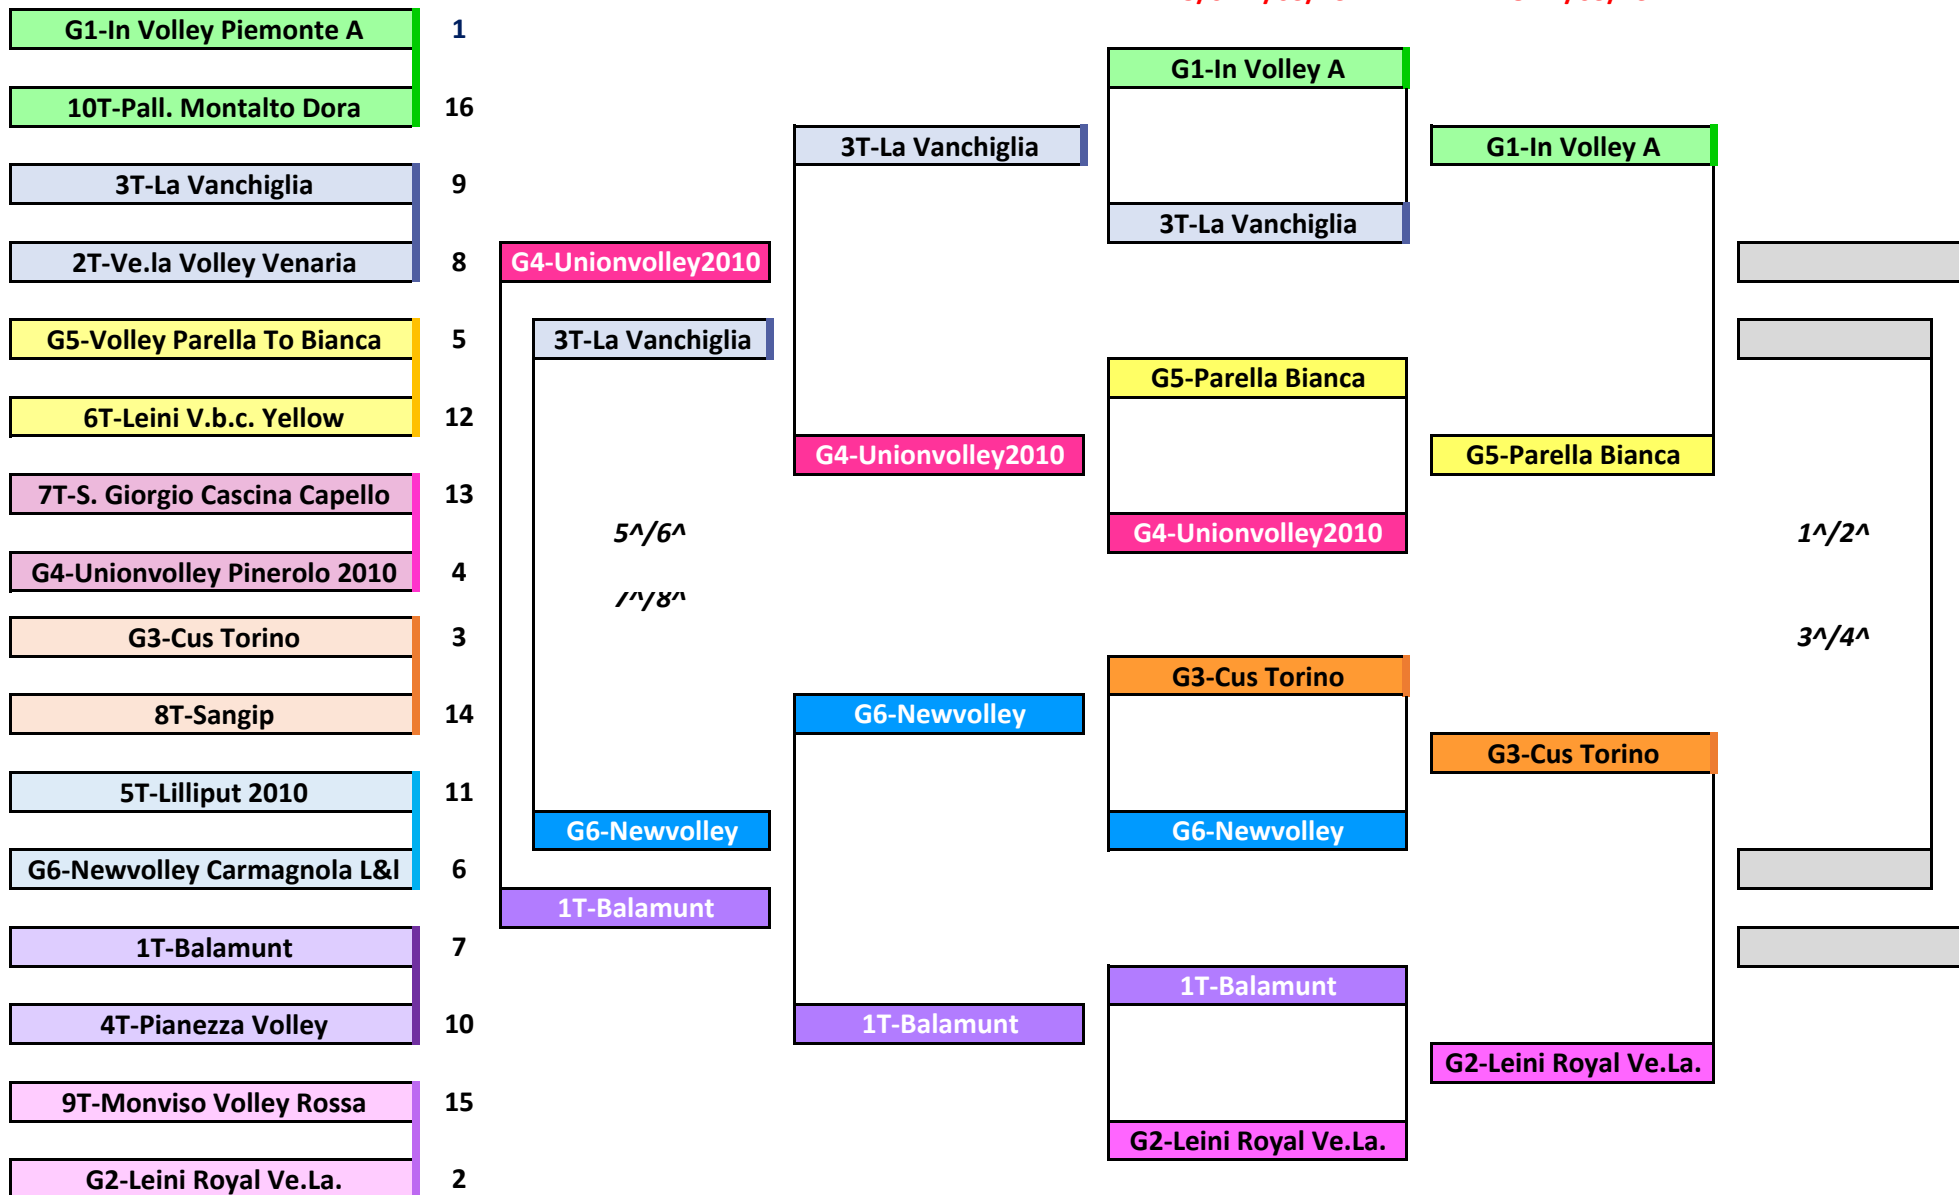 G1-In Volley Piemonte A 1
G1-In Volley A
10T-Pall. Montalto Dora 16
3T-La Vanchiglia
G1-In Volley A
3T-La Vanchiglia 9
3T-La Vanchiglia
2T-Ve.la Volley Venaria 8
G4-Unionvolley2010
G5-Volley Parella To Bianca 5
3T-La Vanchiglia
G5-Parella Bianca
6T-Leini V.b.c. Yellow 12
G4-Unionvolley2010
G5-Parella Bianca
7T-S. Giorgio Cascina Capello 13
5^/6^
G4-Unionvolley2010
1^/2^
G4-Unionvolley Pinerolo 2010 4
7^/8^
G3-Cus Torino 3
3^/4^
G3-Cus Torino
8T-Sangip 14
G6-Newvolley
G3-Cus Torino
5T-Lilliput 2010 11
G6-Newvolley
G6-Newvolley
G6-Newvolley Carmagnola L&l 6
1T-Balamunt
1T-Balamunt 7
1T-Balamunt
4T-Pianezza Volley 10
1T-Balamunt
G2-Leini Royal Ve.La.
9T-Monviso Volley Rossa 15
G2-Leini Royal Ve.La.
G2-Leini Royal Ve.La. 2